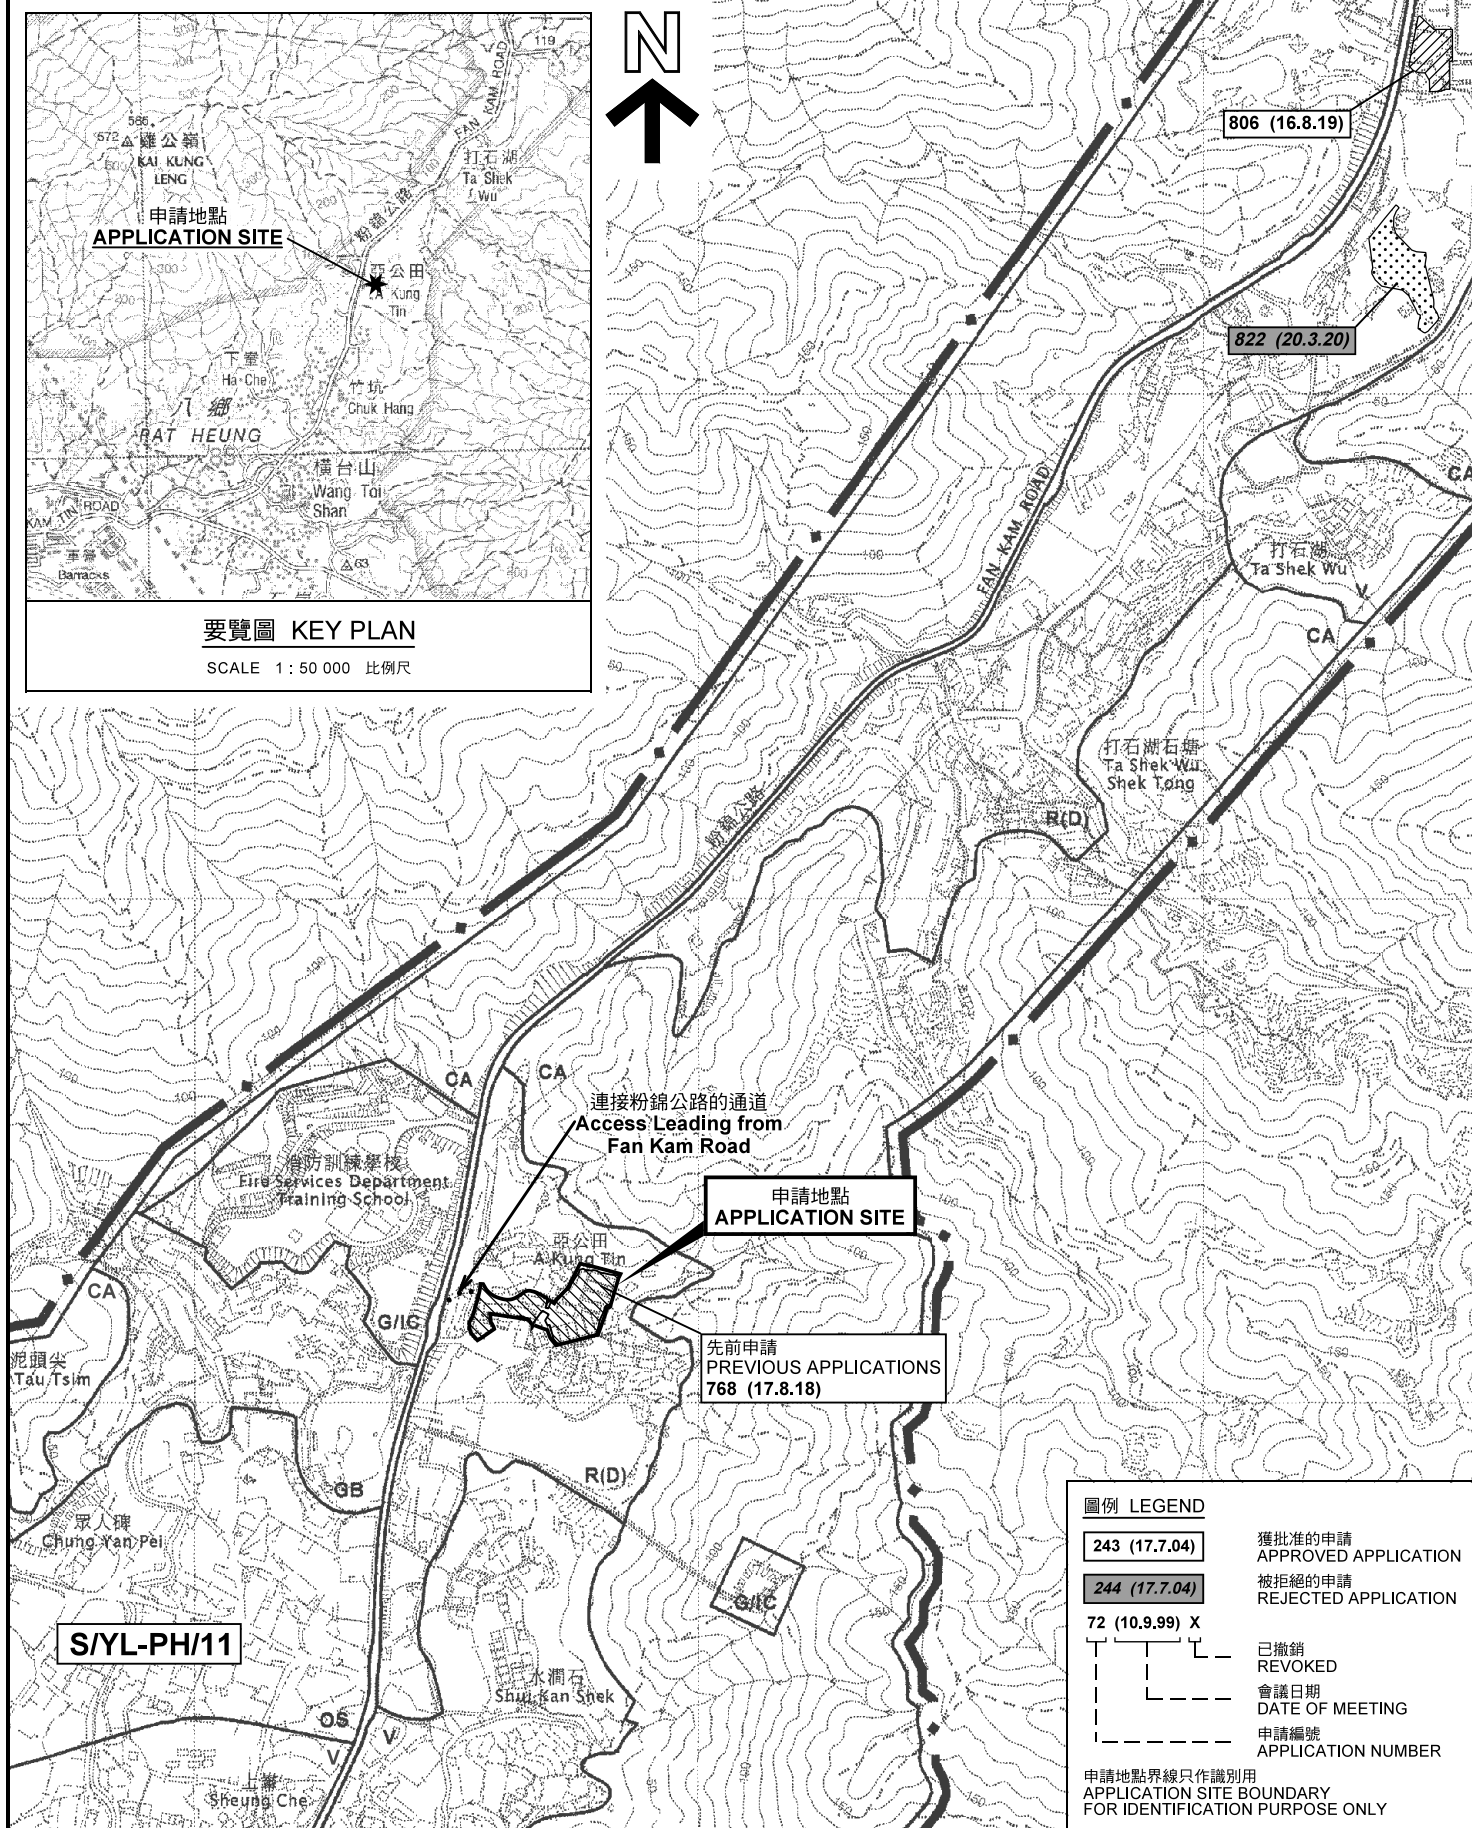 566
572
雞公嶺
KAI KUNG
LENG
119
FAN KAM ROAD
打石湖
Ta Shek
Wu
粉錦公路
200
300
申請地點
APPLICATION SITE
亞公田
A Kung
Tin
下輋
Ha Che
竹坑
Chuk Hang
八鄉
PAT HEUNG
橫台山
Wang Toi
Shan
KAM TIN ROAD
軍營
Barracks
63
要覽圖 KEY PLAN
SCALE 1 : 50 000 比例尺
N
806 (16.8.19)
822 (20.3.20)
FAN KAM ROAD
CA
打石湖
Ta Shek Wu
V
CA
打石湖石塘
Ta Shek Wu
Shek Tong
R(D)
粉錦公路
CA
CA
連接粉錦公路的通道
Access Leading from
Fan Kam Road
消防訓練學校
Fire Services Department
Training School
申請地點
APPLICATION SITE
亞公田
A Kung Tin
CA
G/IC
先前申請
PREVIOUS APPLICATIONS
768 (17.8.18)
泥頭尖
Tau Tsim
GB
R(D)
眾人稗
Chung Yan Pei
G/IC
S/YL-PH/11
水澗石
Shui Kan Shek
OS
V
V
上輋
Sheung Che
圖例 LEGEND
243 (17.7.04)
獲批准的申請
APPROVED APPLICATION
244 (17.7.04)
被拒絕的申請
REJECTED APPLICATION
72 (10.9.99) X
已撤銷
REVOKED
會議日期
DATE OF MEETING
申請編號
APPLICATION NUMBER
申請地點界線只作識別用
APPLICATION SITE BOUNDARY
FOR IDENTIFICATION PURPOSE ONLY